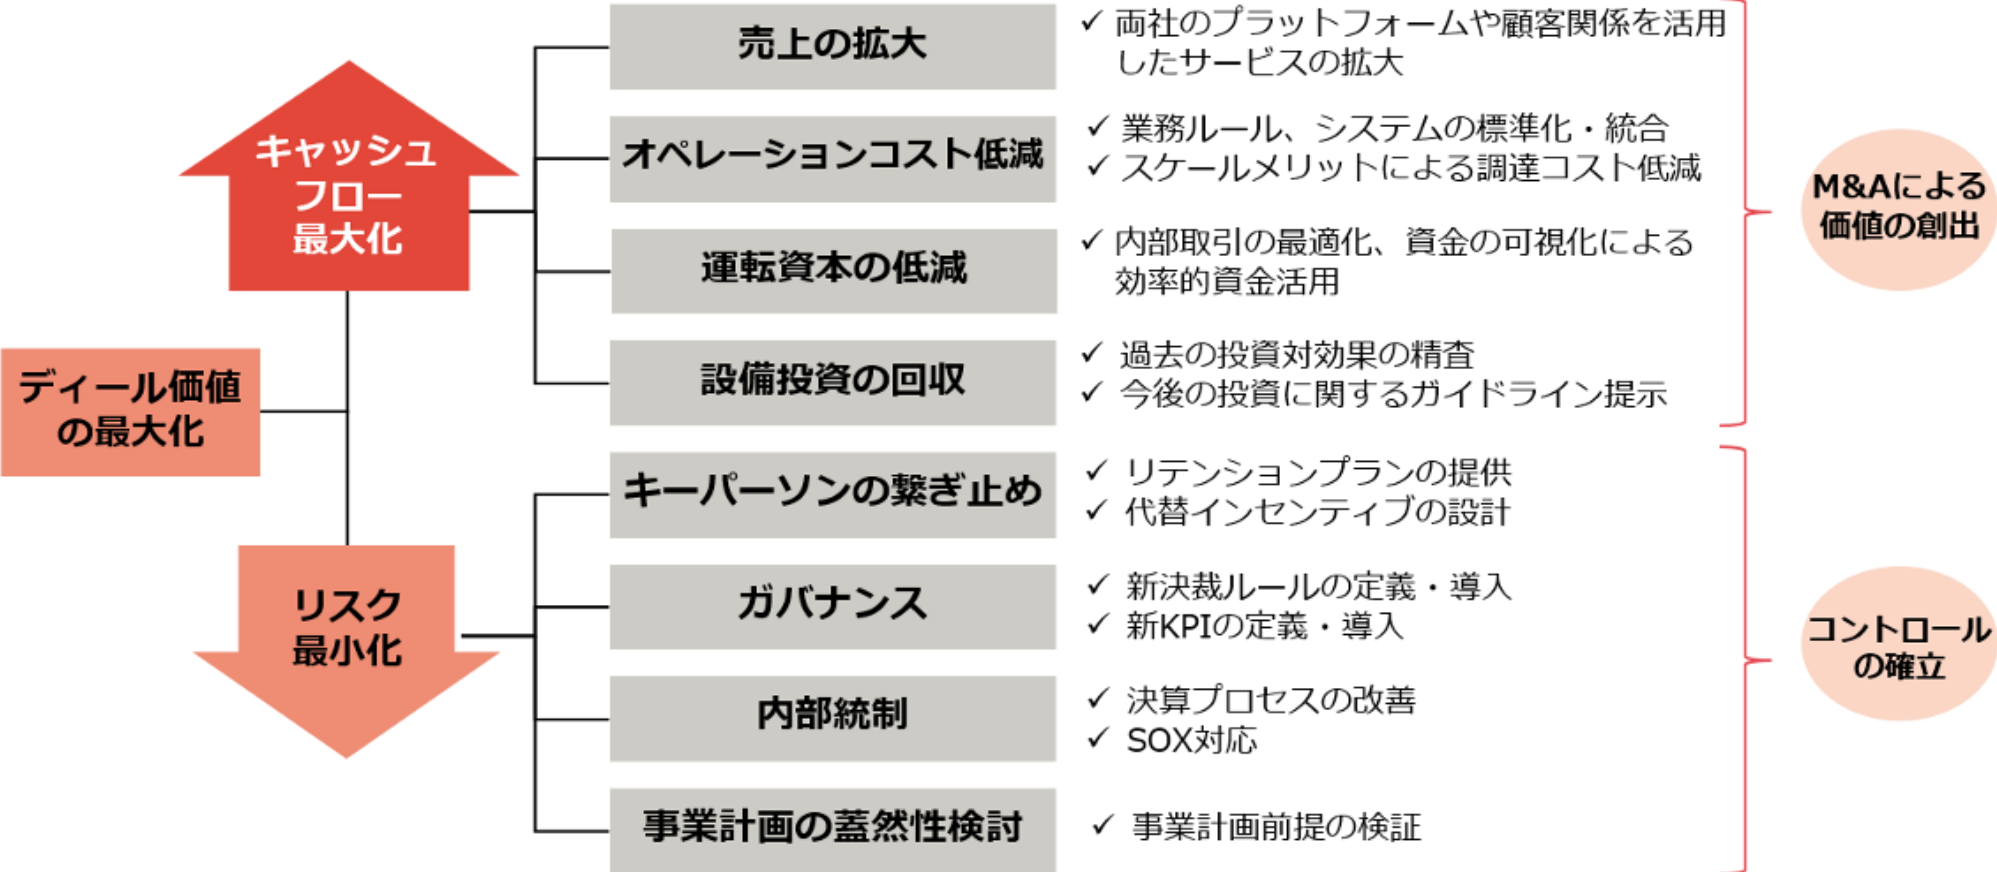 ディール価値
の最大化
キャッシュ
フロー
最大化
売上の拡大
✓ 両社のプラットフォームや顧客関係を活用
したサービスの拡大
オペレーションコスト低減
✓ 業務ルール、システムの標準化・統合
✓ スケールメリットによる調達コスト低減
運転資本の低減
✓ 内部取引の最適化、資金の可視化による
効率的資金活用
設備投資の回収
✓ 過去の投資対効果の精査
✓ 今後の投資に関するガイドライン提示
M&Aによる
価値の創出
リスク
最小化
キーパーソンの繋ぎ止め
✓ リテンションプランの提供
✓ 代替インセンティブの設計
ガバナンス
✓ 新決裁ルールの定義・導入
✓ 新KPIの定義・導入
内部統制
✓ 決算プロセスの改善
✓ SOX対応
事業計画の蓋然性検討
✓ 事業計画前提の検証
コントロール
の確立